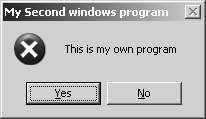 My Second windows program
This is my own program
Yes No